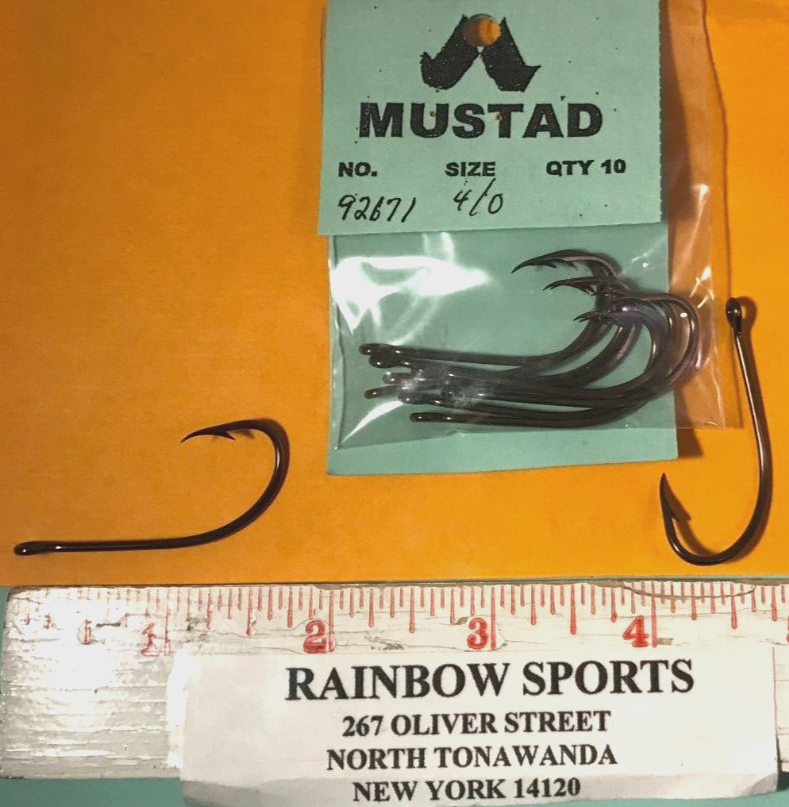 MUSTAD
NO. SIZE QTY 10
92671 4/0
1 2 3 4
RAINBOW SPORTS
267 OLIVER STREET
NORTH TONAWANDA
NEW YORK 14120